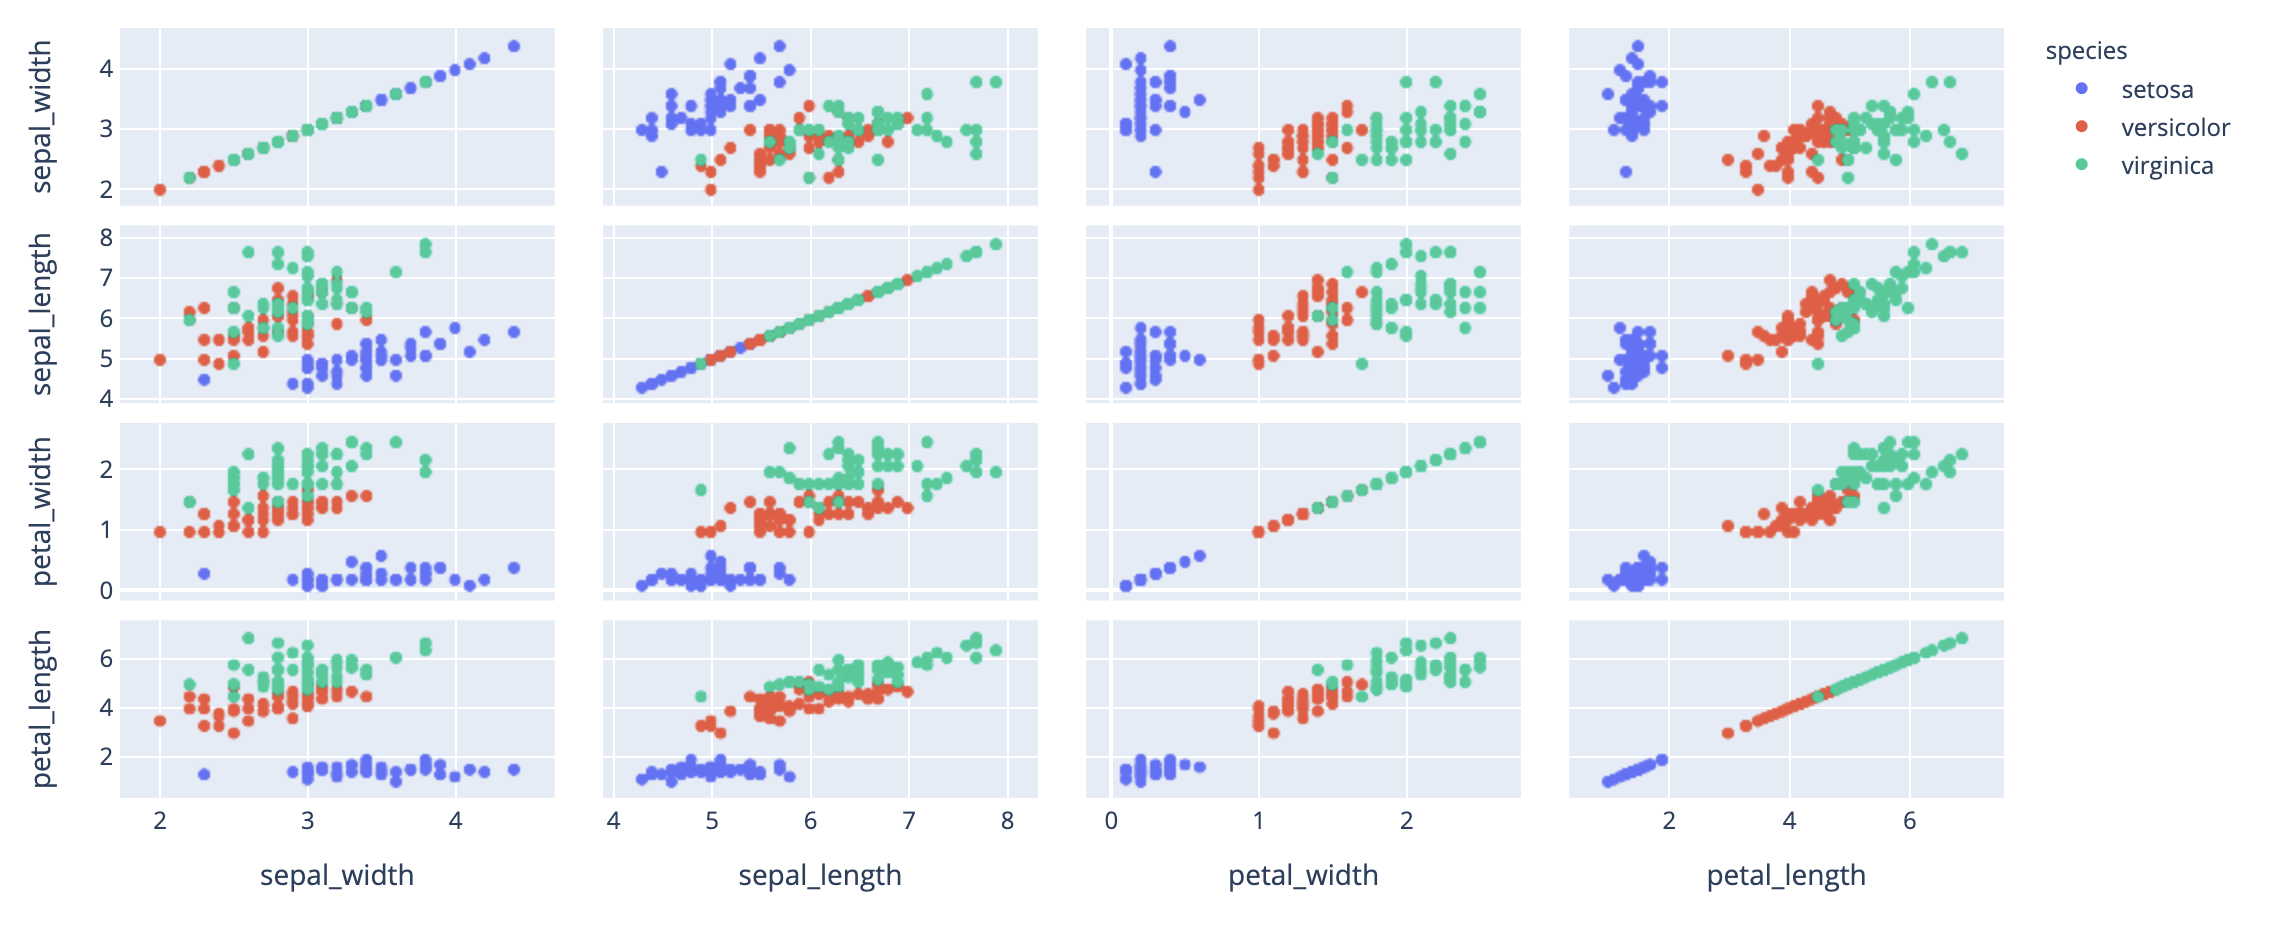 sepal_width
4
3
2
sepal_length
8
7
6
5
4
petal_width
2
1
0
petal_length
6
4
2
2 3 4
4 5 6 7 8
0 1 2
2 4 6
sepal_width
sepal_length
petal_width
petal_length
species
setosa
versicolor
virginica